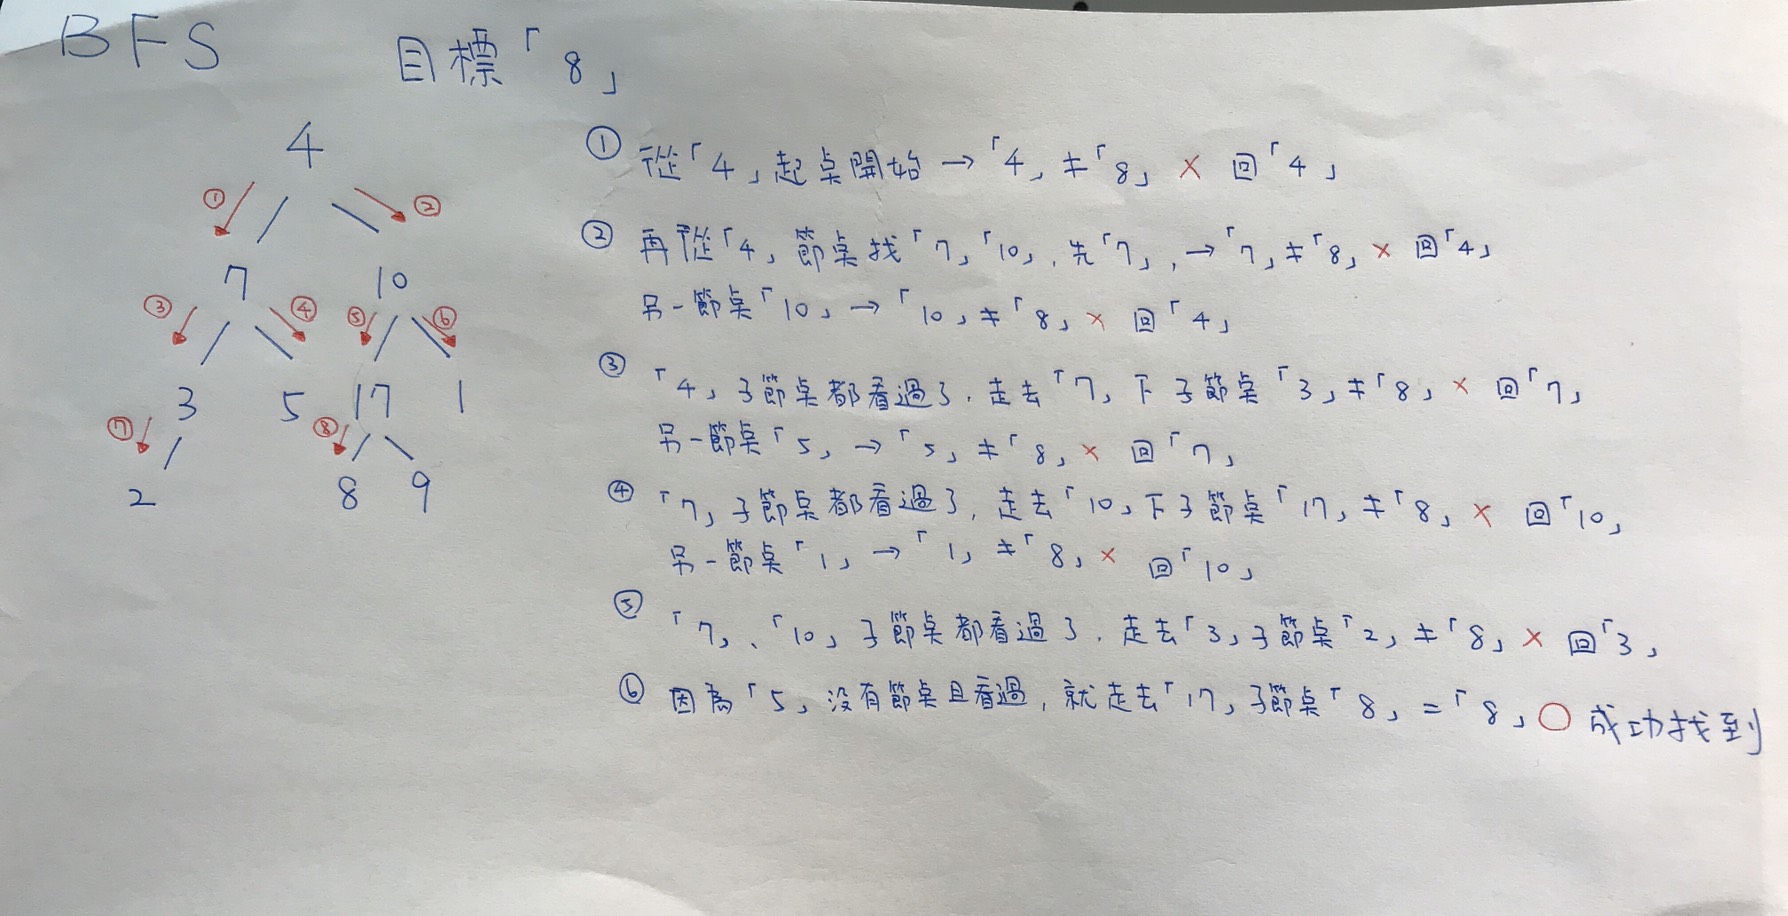 BFS
目標「8」
4
① ②
7 10
③ ④ ⑤ ⑥
3 5 17 1
⑦ ⑧
2 8 9
① 從「4」起桌開始→「4」≠「8」× 回「4」
② 再從「4」節桌找「7」「10」,先「7」,→「7」≠「8」× 回「4」
另一節桌「10」→「10」≠「8」× 回「4」
③ 「4」子節桌都看過了,走去「7」下子節桌「3」≠「8」× 回「7」
另一節桌「5」→「5」≠「8」× 回「7」
④ 「7」子節桌都看過了,走去「10」下子節桌「17」≠「8」× 回「10」
另一節桌「1」→「1」≠「8」× 回「10」
⑤ 「7」、「10」子節桌都看過了,走去「3」子節桌「2」≠「8」× 回「3」
⑥ 因為「5」沒有節桌且看過,就走去「17」子節桌「8」=「8」○ 成功找到